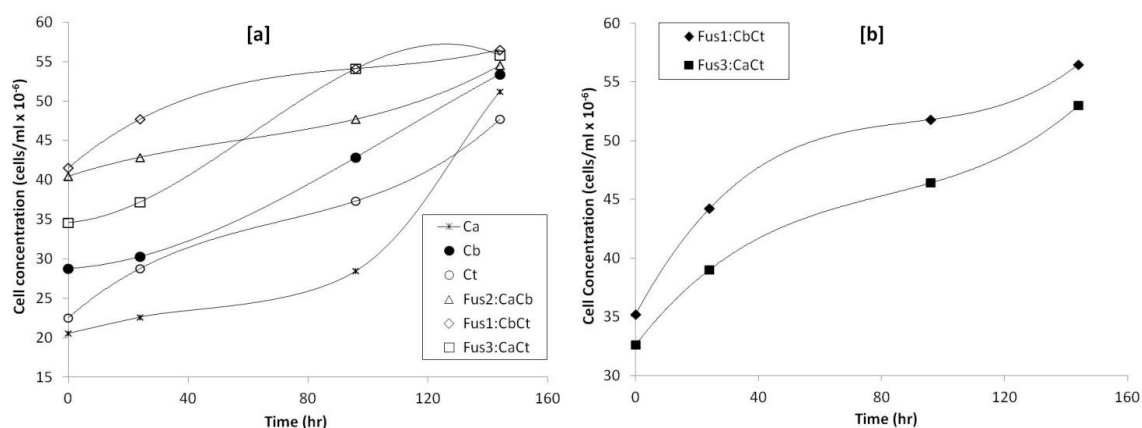 [a]
60
55
50
45
40
35
30
25
20
15
Cell concentration (cells/ml x 10⁻⁶)
0
40
80
120
160
Time (hr)
Ca
Cb
Ct
Fus2:CaCb
Fus1:CbCt
Fus3:CaCt
[b]
Fus1:CbCt
Fus3:CaCt
60
55
50
45
40
35
30
Cell Concentration (cells/ml x 10⁻⁶)
0
40
80
120
160
Time (hr)